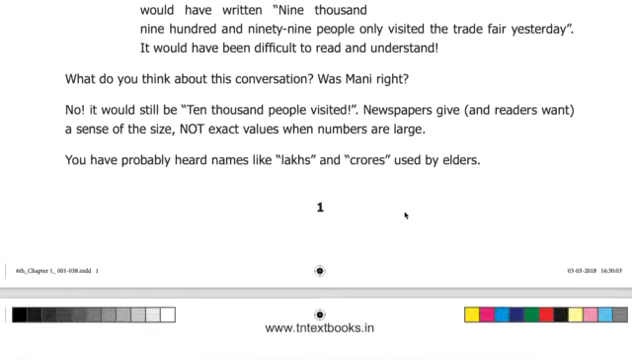 would have written “Nine thousand
nine hundred and ninety-nine people only visited the trade fair yesterday”.
It would have been difficult to read and understand!
What do you think about this conversation? Was Mani right?
No! it would still be “Ten thousand people visited!”. Newspapers give (and readers want)
a sense of the size, NOT exact values when numbers are large.
You have probably heard names like “lakhs” and “crores” used by elders.
1
6th_Chapter 1_ 001-038.indd 1
03-03-2018 16:30:03
www.tntextbooks.in